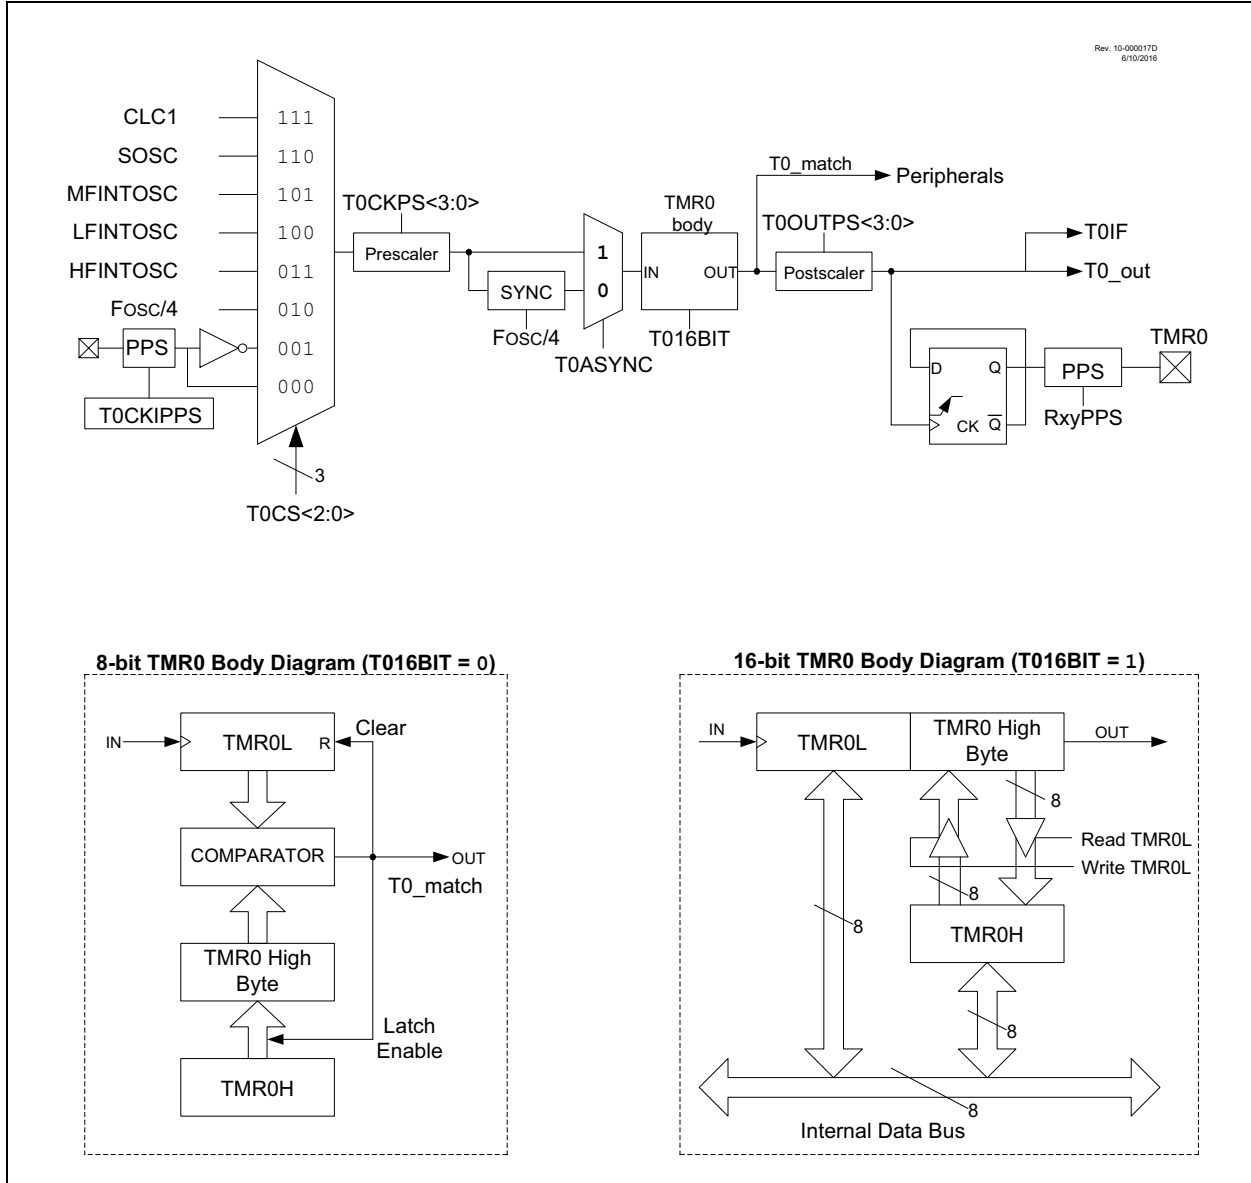 Rev. 10-000017D
6/10/2016
CLC1
111
SOSC
110
MFINTOSC
101
LFINTOSC
100
HFINTOSC
011
FOSC/4
010
PPS
001
000
T0CKIPPS
3
T0CS<2:0>
T0CKPS<3:0>
Prescaler
SYNC
FOSC/4
1
0
T0ASYNC
TMR0
body
IN
OUT
T016BIT
T0_match
Peripherals
T0OUTPS<3:0>
Postscaler
T0IF
T0_out
D
Q
CK
Q
PPS
RxyPPS
TMR0
8-bit TMR0 Body Diagram (T016BIT = 0)
IN
TMR0L
R
Clear
COMPARATOR
OUT
T0_match
TMR0 High
Byte
Latch
Enable
TMR0H
16-bit TMR0 Body Diagram (T016BIT = 1)
IN
TMR0L
TMR0 High
Byte
OUT
8
Read TMR0L
Write TMR0L
8
TMR0H
8
8
8
Internal Data Bus